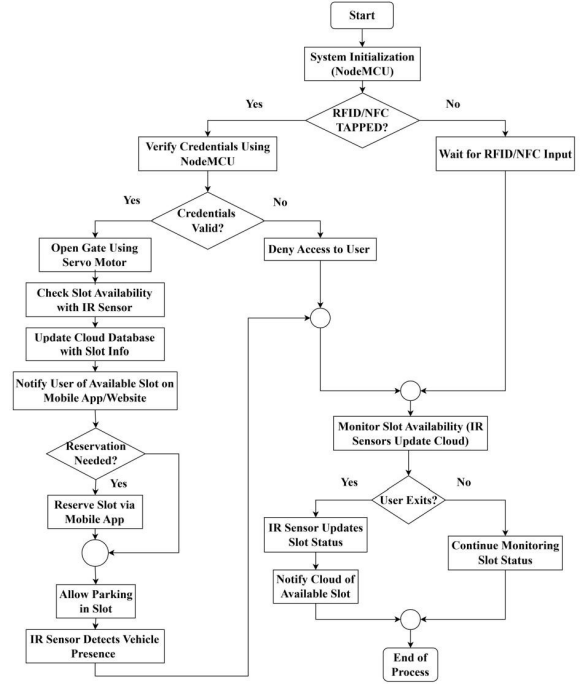 Start
System Initialization
(NodeMCU)
Yes
RFID/NFC
TAPPED?
No
Verify Credentials Using
NodeMCU
Wait for RFID/NFC Input
Yes
Credentials
Valid?
No
Open Gate Using
Servo Motor
Deny Access to User
Check Slot Availability
with IR Sensor
Update Cloud Database
with Slot Info
Notify User of Available Slot on
Mobile App/Website
Reservation
Needed?
Yes
Reserve Slot via
Mobile App
Allow Parking
in Slot
IR Sensor Detects Vehicle
Presence
Monitor Slot Availability (IR
Sensors Update Cloud)
Yes
User Exits?
No
IR Sensor Updates
Slot Status
Continue Monitoring
Slot Status
Notify Cloud of
Available Slot
End of
Process